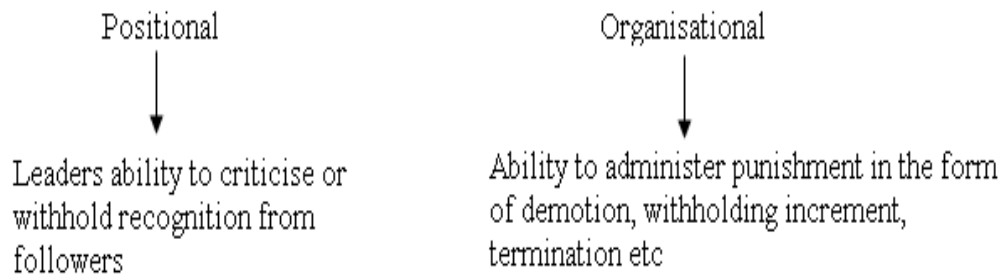 Positional
Organisational
Leaders ability to criticise or
withhold recognition from
followers
Ability to administer punishment in the form
of demotion, withholding increment,
termination etc